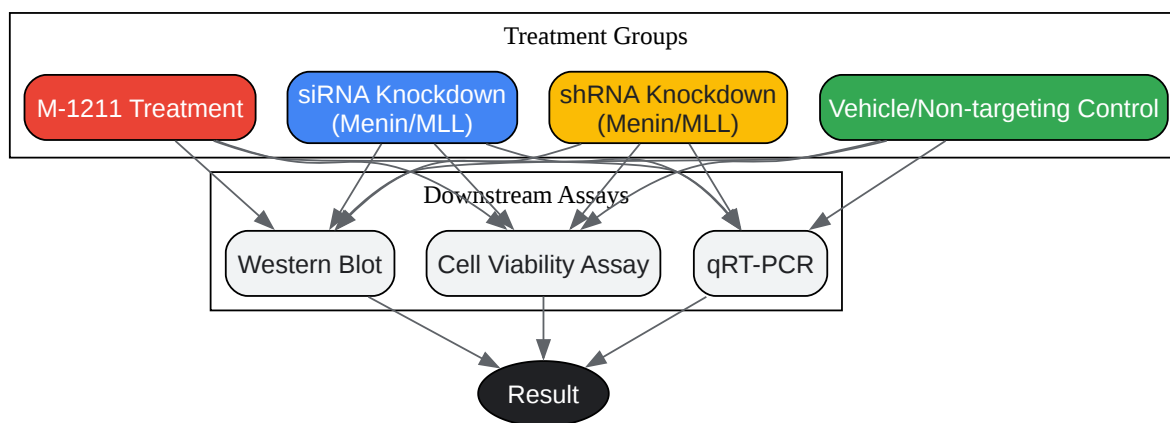 Treatment Groups
M-1211 Treatment
siRNA Knockdown
(Menin/MLL)
shRNA Knockdown
(Menin/MLL)
Vehicle/Non-targeting Control
Downstream Assays
Western Blot
Cell Viability Assay
qRT-PCR
Result